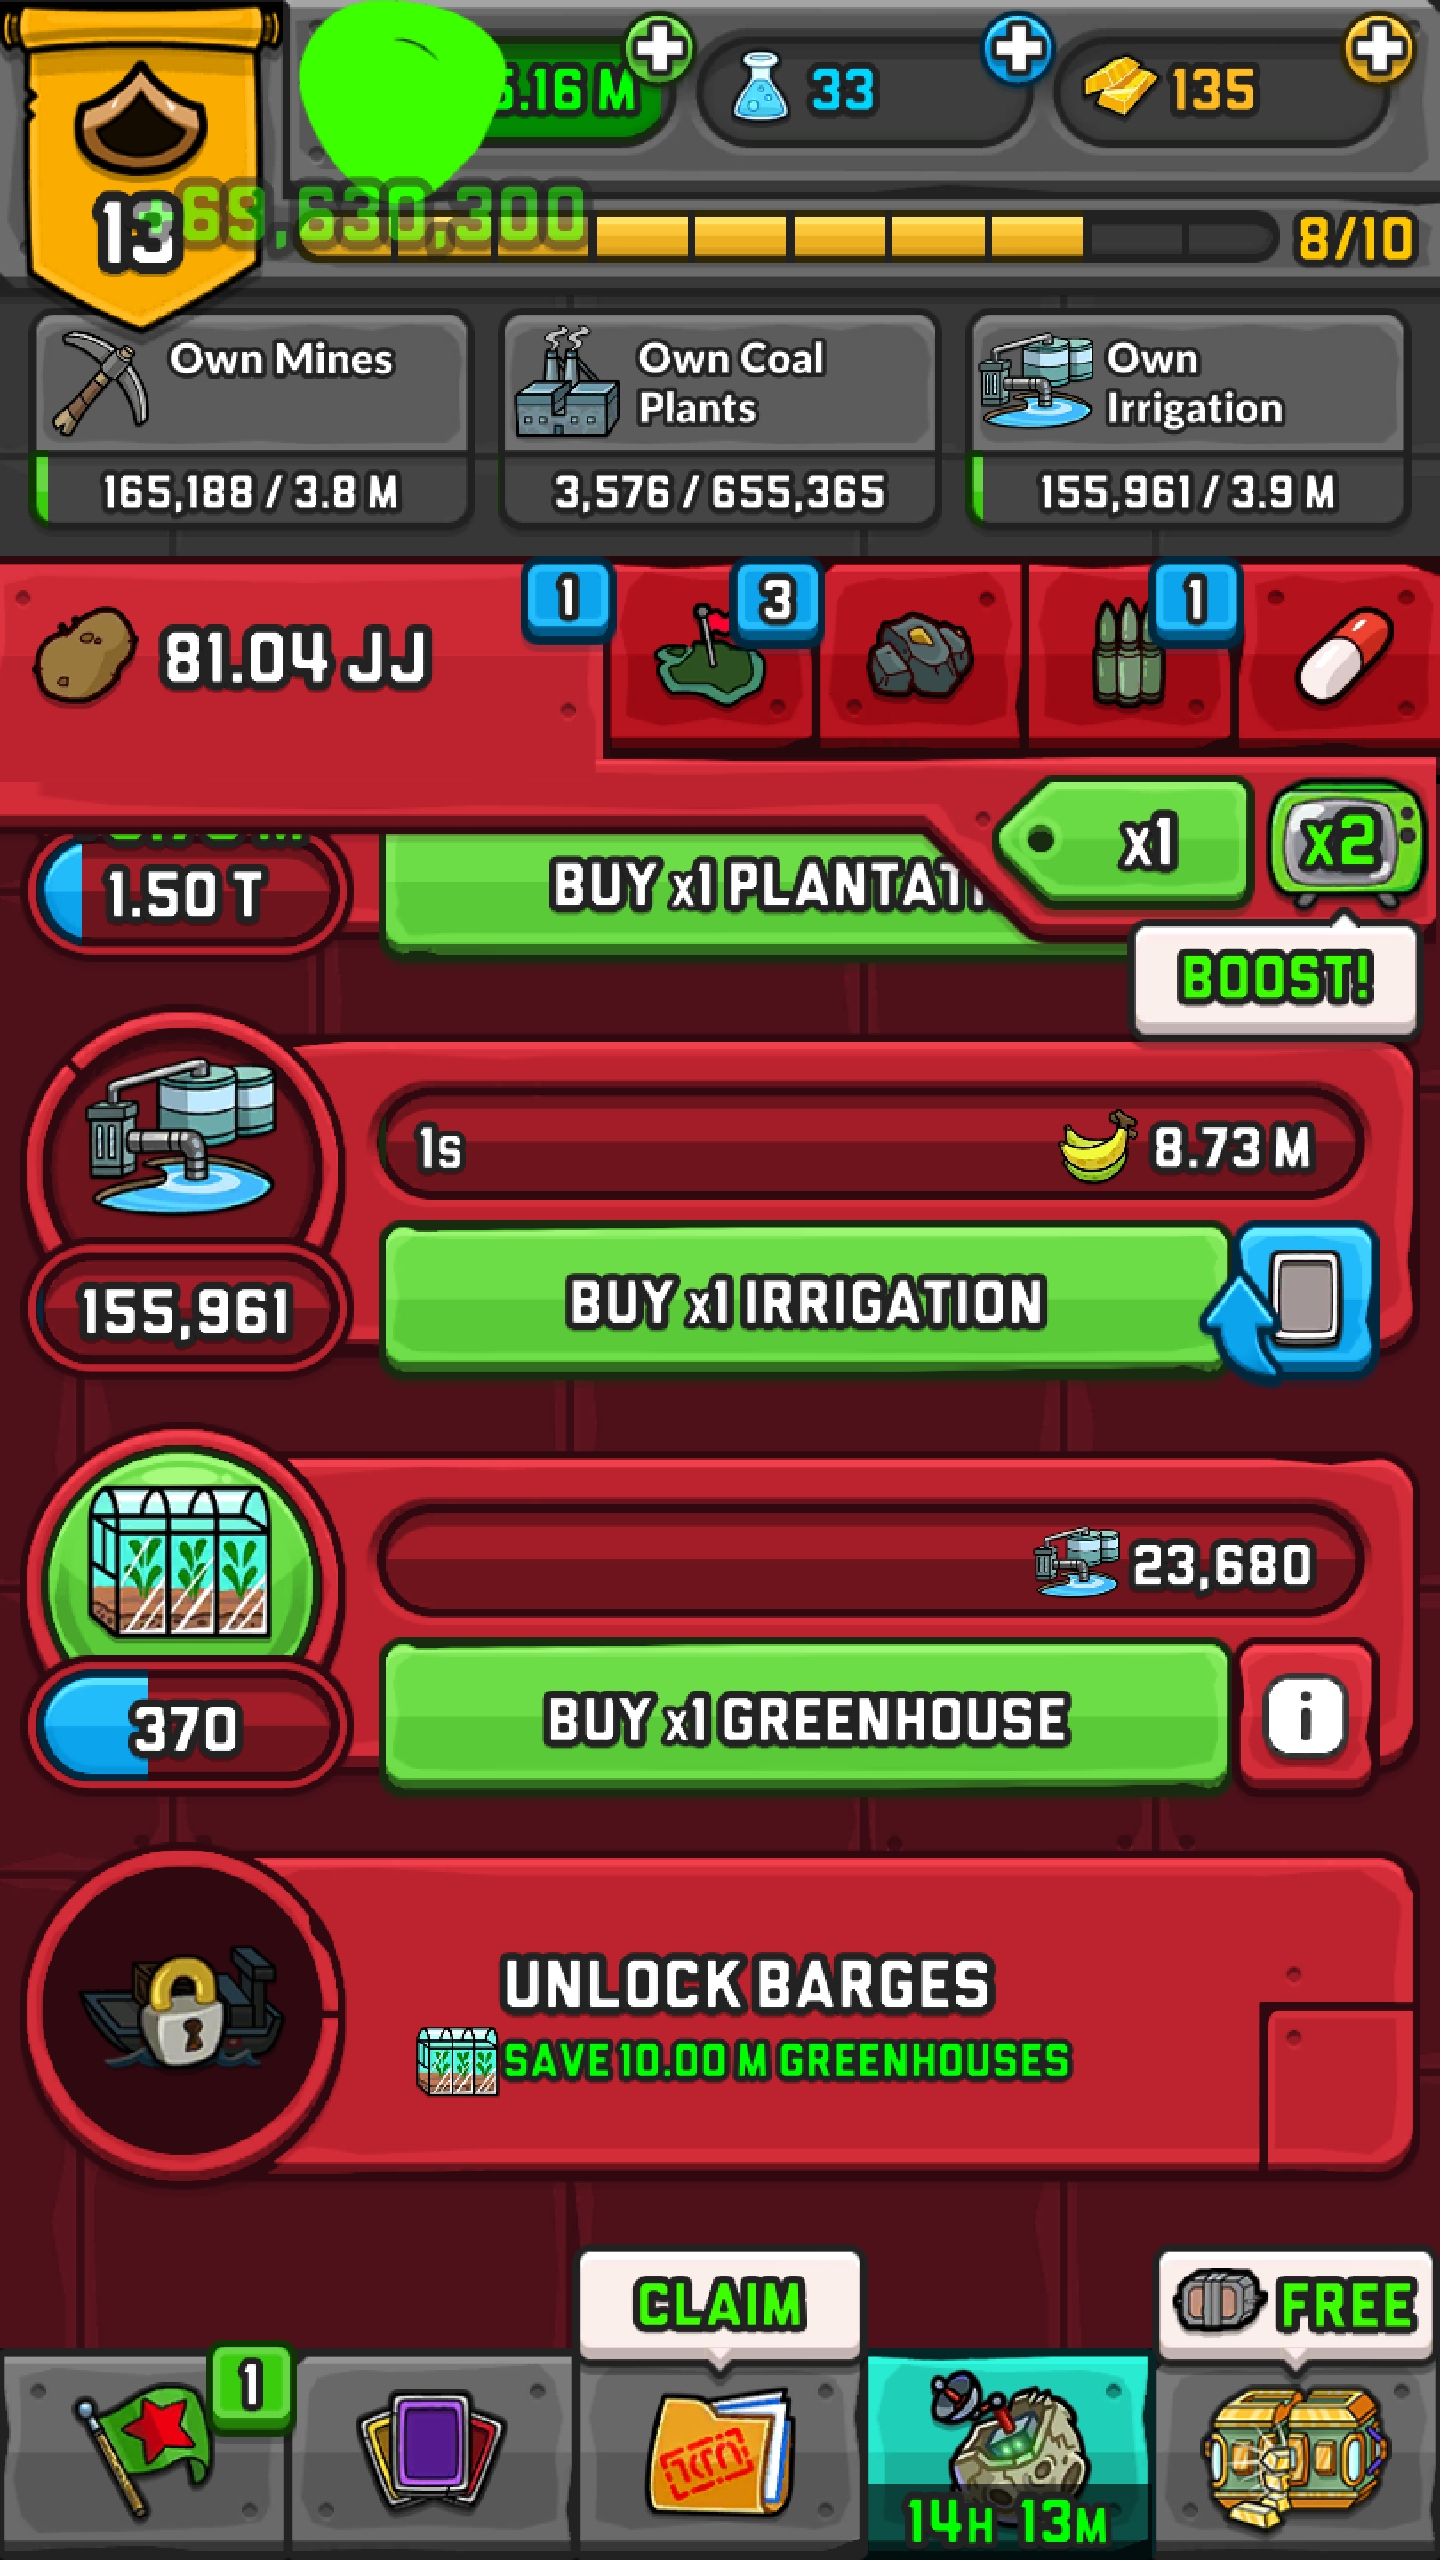 5.16 M
33
135
13
69,630,300
8/10
Own Mines
165,188 / 3.8 M
Own Coal
Plants
3,576 / 655,365
Own
Irrigation
155,961 / 3.9 M
81.04 JJ
1
3
1
x1
x2
BOOST!
1.50 T
BUY x1
1s
8.73 M
BUY x1 IRRIGATION
155,961
23,680
BUY x1 GREENHOUSE
370
i
UNLOCK BARGES
SAVE 10.00 M GREENHOUSES
CLAIM
FREE
1
14H 13M